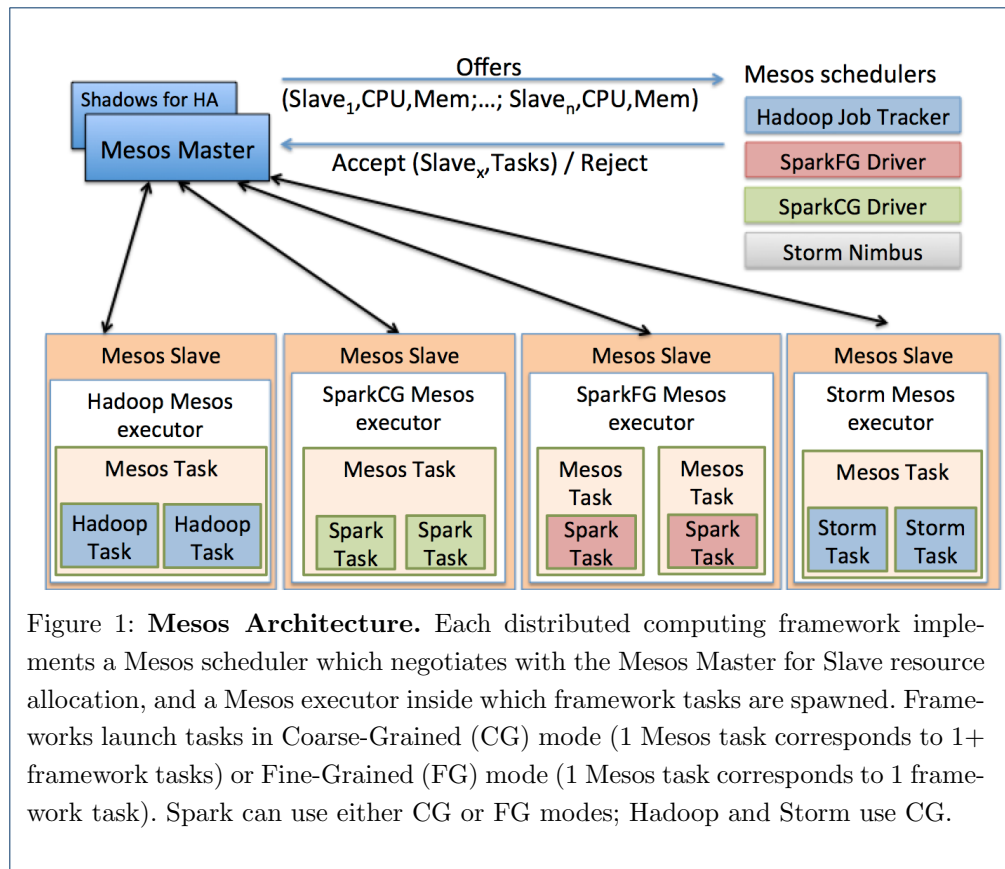 Offers
(Slave1,CPU,Mem;...; Slaven,CPU,Mem)
Accept (Slavex,Tasks) / Reject
Shadows for HA
Mesos Master
Mesos schedulers
Hadoop Job Tracker
SparkFG Driver
SparkCG Driver
Storm Nimbus
Mesos Slave
Hadoop Mesos
executor
Mesos Task
Hadoop
Task
Hadoop
Task
Mesos Slave
SparkCG Mesos
executor
Mesos Task
Spark
Task
Spark
Task
Mesos Slave
SparkFG Mesos
executor
Mesos
Task
Spark
Task
Mesos
Task
Spark
Task
Mesos Slave
Storm Mesos
executor
Mesos Task
Storm
Task
Storm
Task
Figure 1: Mesos Architecture. Each distributed computing framework imple-
ments a Mesos scheduler which negotiates with the Mesos Master for Slave resource
allocation, and a Mesos executor inside which framework tasks are spawned. Frame-
works launch tasks in Coarse-Grained (CG) mode (1 Mesos task corresponds to 1+
framework tasks) or Fine-Grained (FG) mode (1 Mesos task corresponds to 1 frame-
work task). Spark can use either CG or FG modes; Hadoop and Storm use CG.